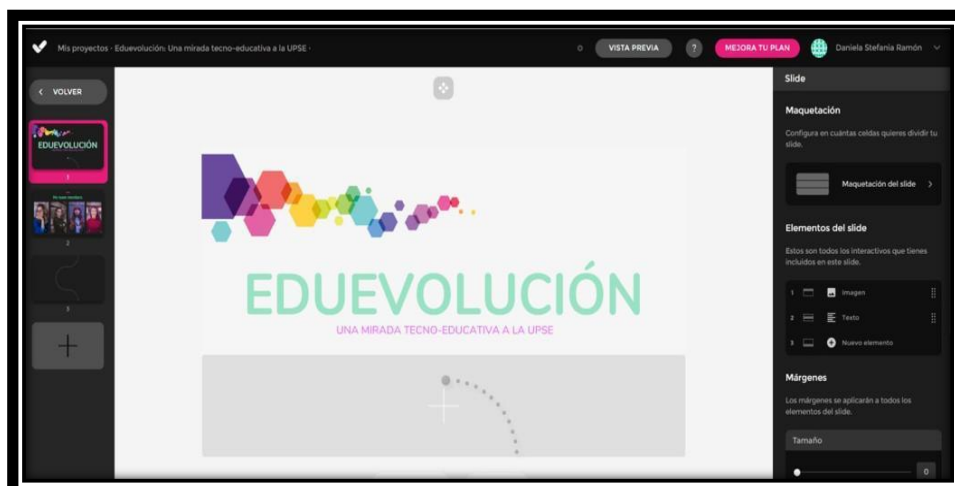 Mis proyectos · Eduevolución: Una mirada tecno-educativa a la UPSE ·
0
VISTA PREVIA
?
MEJORA TU PLAN
Daniela Stefania Ramón
VOLVER
EDUEVOLUCIÓN
1
2
3
EDUEVOLUCIÓN
UNA MIRADA TECNO-EDUCATIVA A LA UPSE
Slide
Maquetación
Configura en cuántas celdas quieres dividir tu
slide.
Maquetación del slide
Elementos del slide
Estos son todos los interactivos que tienes
incluidos en este slide.
1 Imagen
2 Texto
3 Nuevo elemento
Márgenes
Los márgenes se aplicarán a todos los
elementos del slide.
Tamaño
0